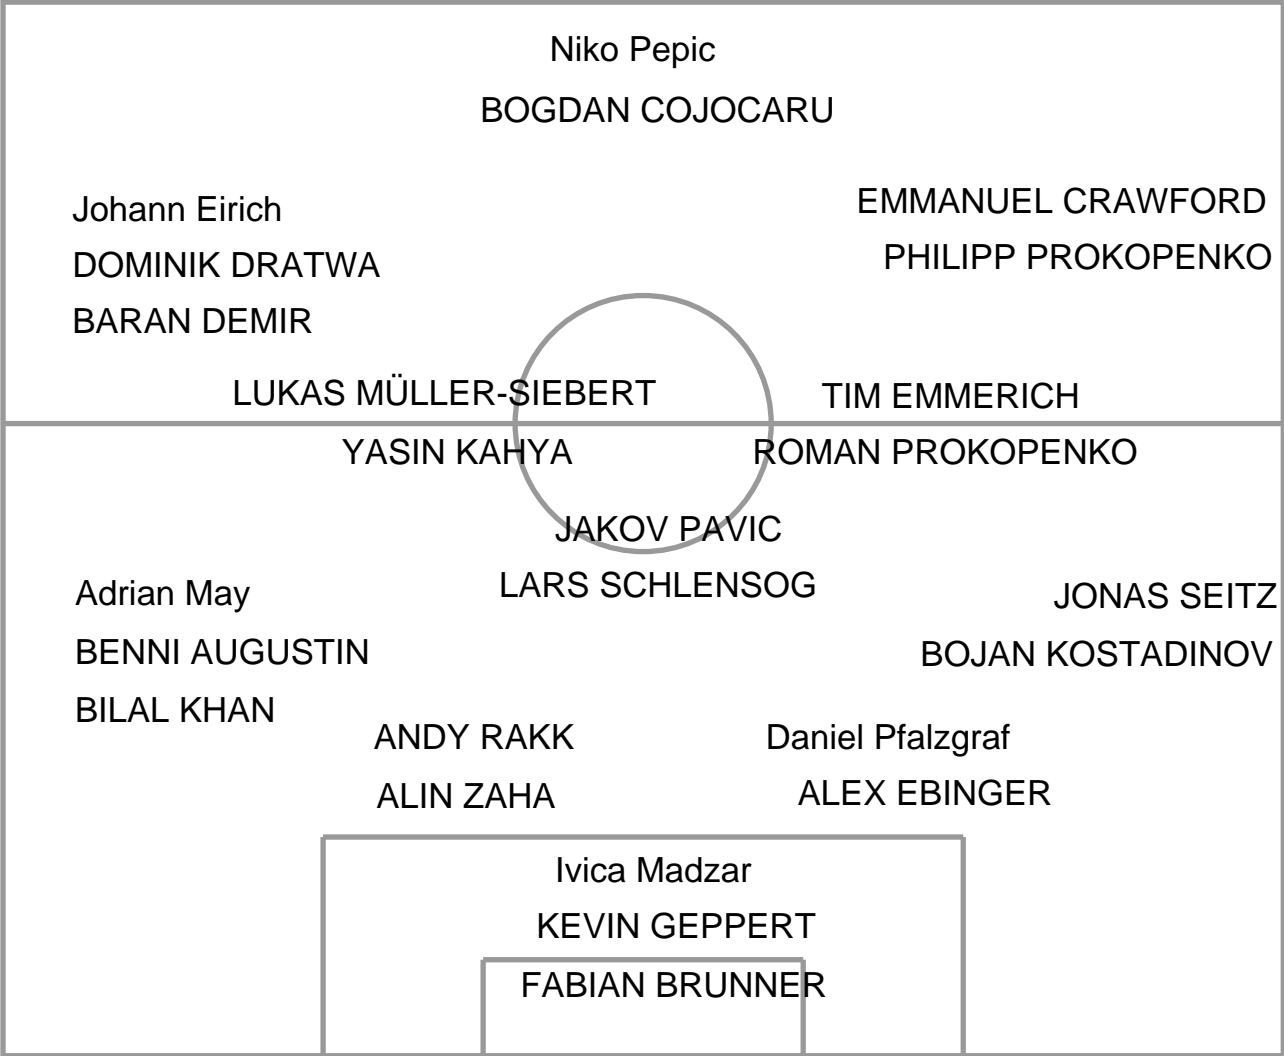 Niko Pepic
BOGDAN COJOCARU
Johann Eirich
DOMINIK DRATWA
BARAN DEMIR
EMMANUEL CRAWFORD
PHILIPP PROKOPENKO
LUKAS MÜLLER-SIEBERT
YASIN KAHYA
TIM EMMERICH
ROMAN PROKOPENKO
JAKOV PAVIC
LARS SCHLENSOG
Adrian May
BENNI AUGUSTIN
BILAL KHAN
JONAS SEITZ
BOJAN KOSTADINOV
ANDY RAKK
ALIN ZAHA
Daniel Pfalzgraf
ALEX EBINGER
Ivica Madzar
KEVIN GEPPERT
FABIAN BRUNNER